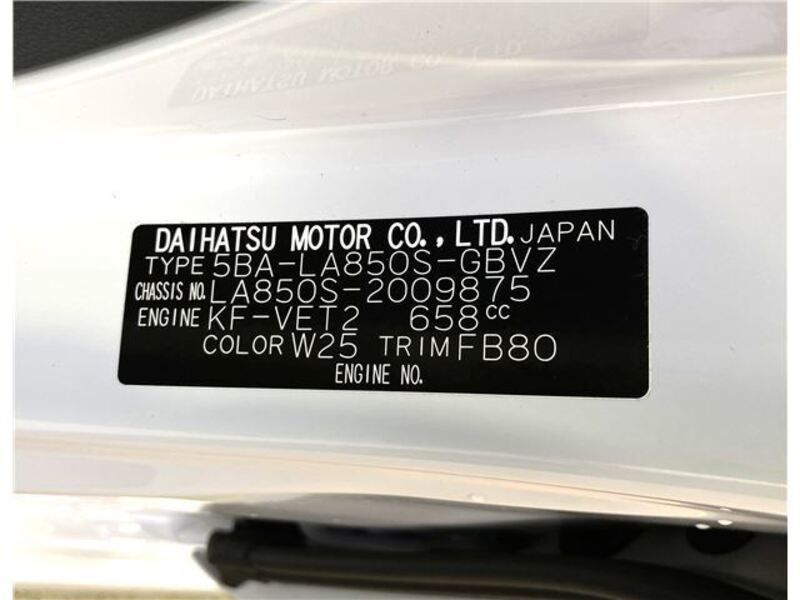 DAIHATSU MOTOR CO., LTD. JAPAN
TYPE 5BA-LA850S-GBVZ
CHASSIS NO. LA850S-2009875
ENGINE KF-VET2 658CC
COLOR W25 TRIM FB80
ENGINE NO.